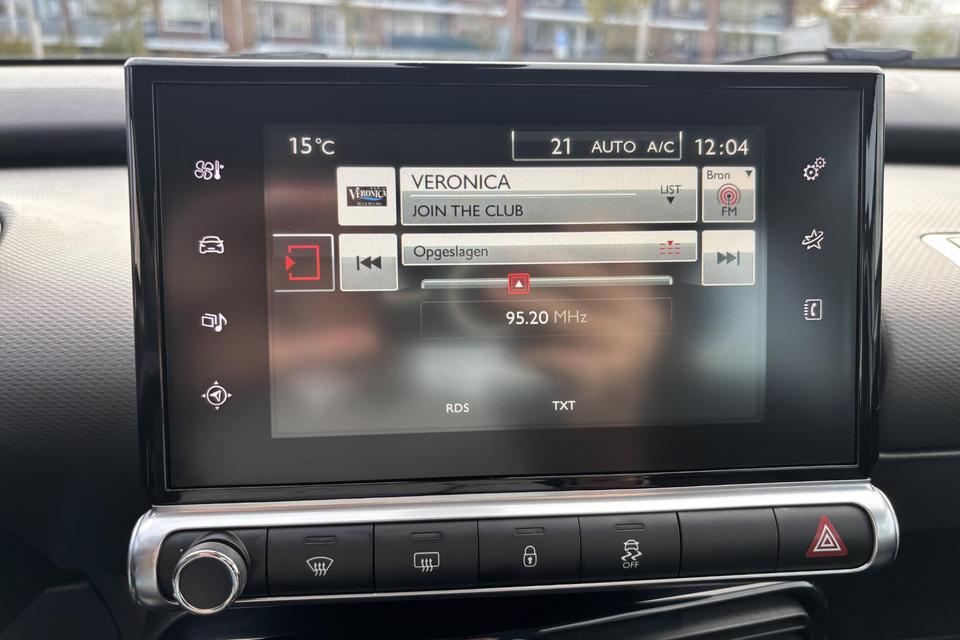 15°C
21 AUTO A/C
12:04
VERONICA
VERONICA
LIST
JOIN THE CLUB
Bron
FM
Opgeslagen
95.20 MHz
RDS
TXT
OFF